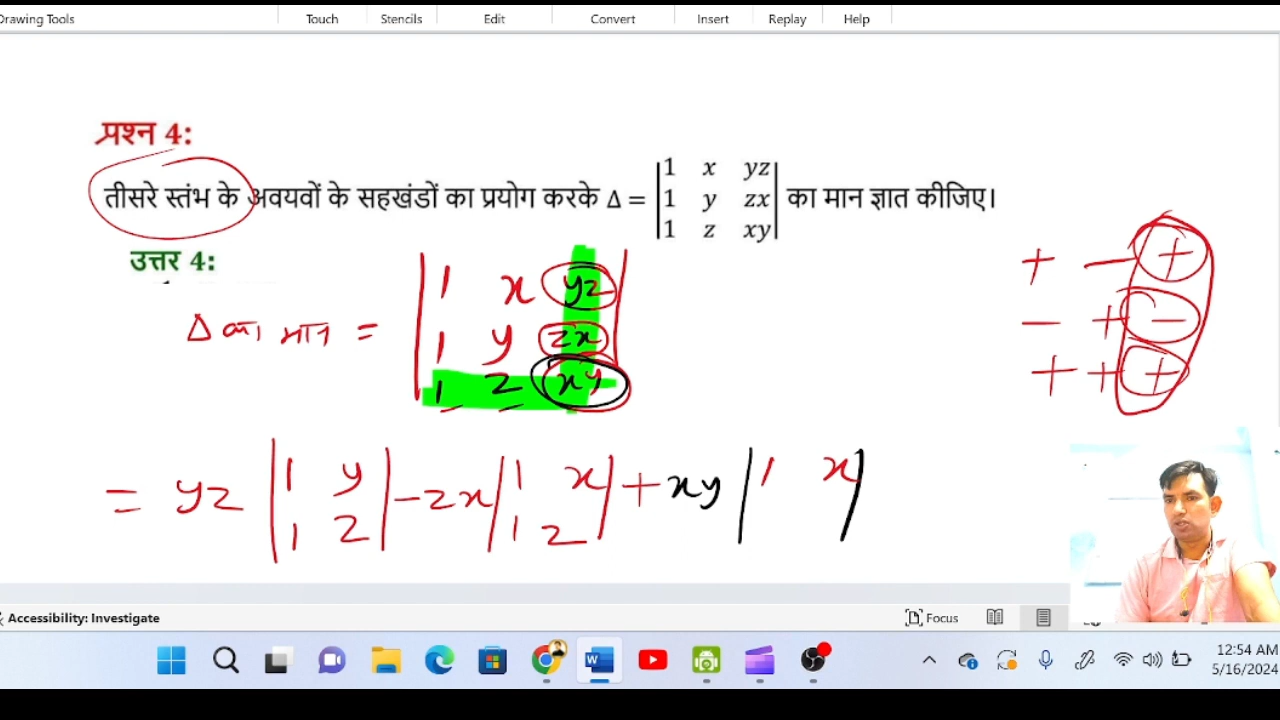 Drawing Tools Touch Stencils Edit Convert Insert Replay Help
प्रश्न 4:
तीसरे स्तंभ के अवयवों के सहखंडों का प्रयोग करके Δ = |1 x yz| का मान ज्ञात कीजिए।
|1 y zx|
|1 z xy|
उत्तर 4:
Δ का मान = |1 x yz|
|1 y zx|
|1 z xy|
+ − +
− + −
+ + +
= yz |1 y| − zx |1 x| + xy |1 x|
|1 z| |1 z|
Accessibility: Investigate Focus
12:54 AM
5/16/2024